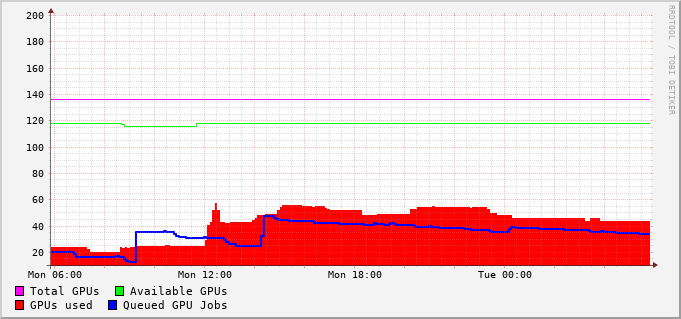 200
180
160
140
120
100
80
60
40
20
Mon 06:00 Mon 12:00 Mon 18:00 Tue 00:00
Total GPUs Available GPUs
GPUs used Queued GPU Jobs
RRDTOOL / TOBI OETIKER